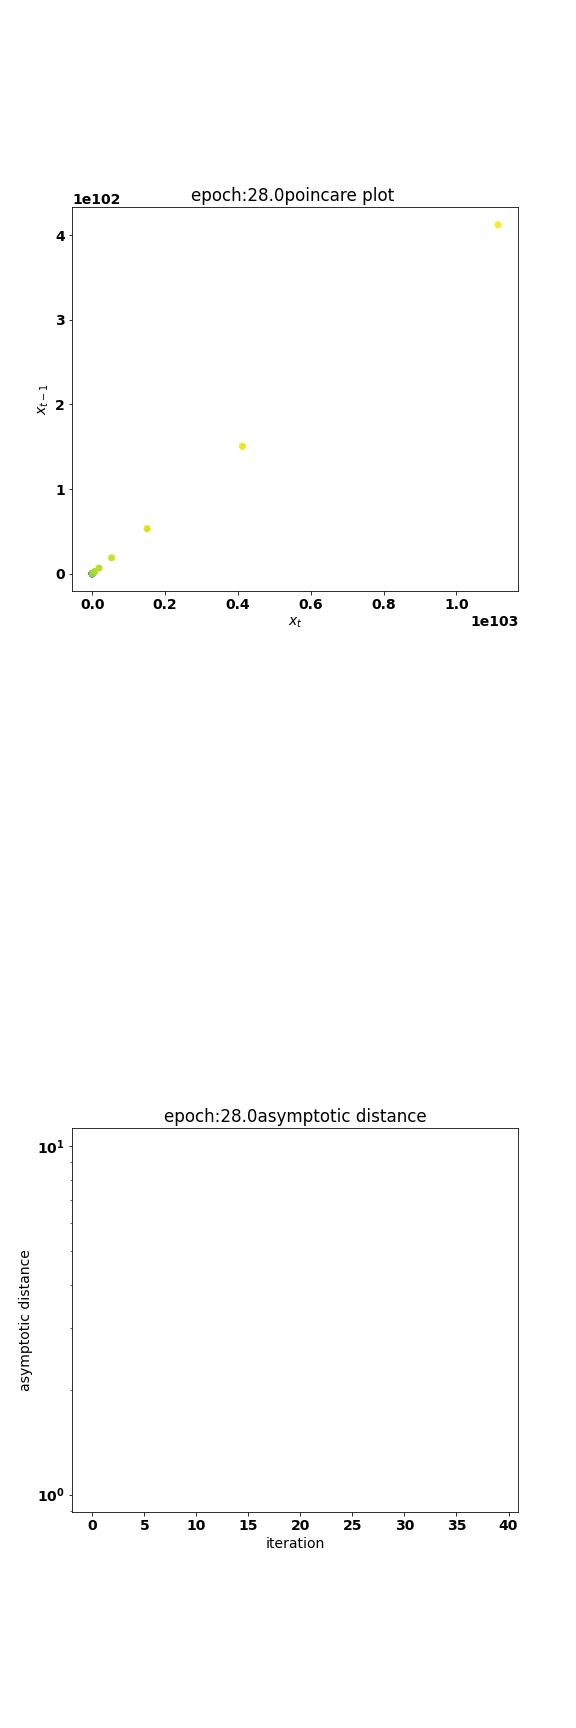 epoch:28.0poincare plot
1e102
4
3
2
1
0
x_{t-1}
0.0 0.2 0.4 0.6 0.8 1.0
x_t
1e103
epoch:28.0asymptotic distance
10^1
10^0
asymptotic distance
0 5 10 15 20 25 30 35 40
iteration